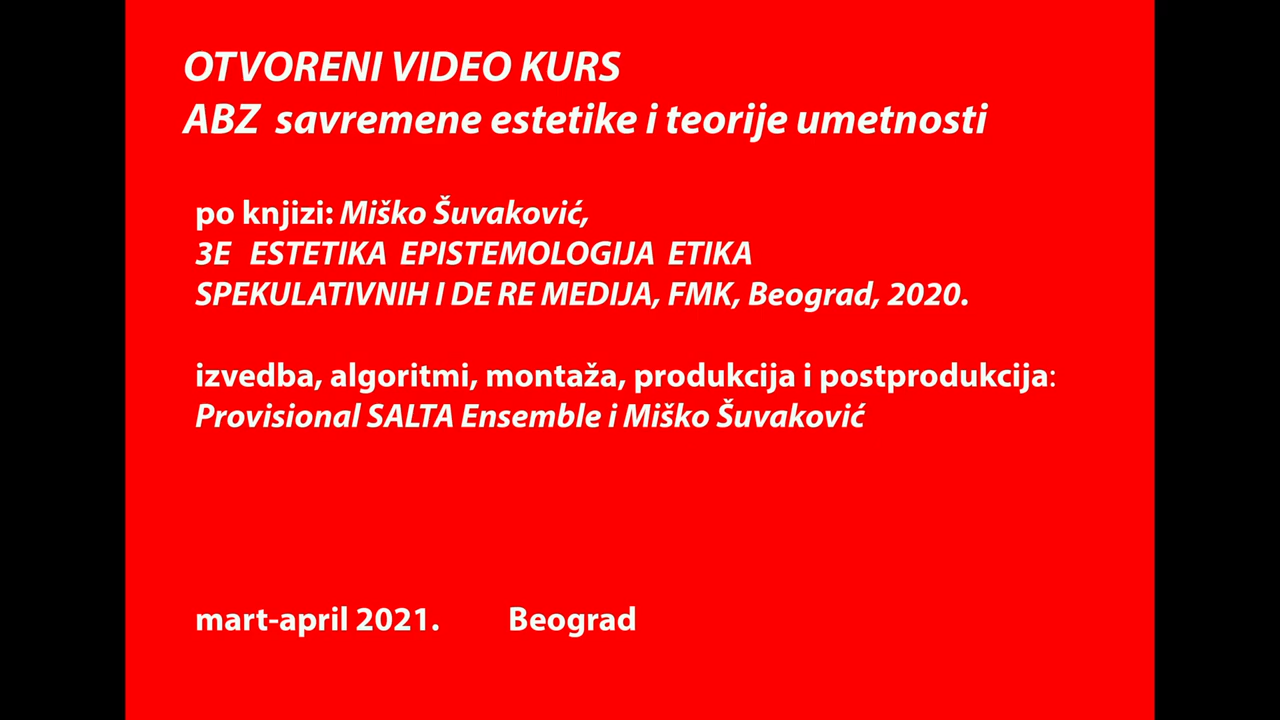 OTVORENI VIDEO KURS
ABZ savremene estetike i teorije umetnosti
po knjizi: Miško Šuvaković,
3E ESTETIKA EPISTEMOLOGIJA ETIKA
SPEKULATIVNIH I DE RE MEDIJA, FMK, Beograd, 2020.
izvedba, algoritmi, montaža, produkcija i postprodukcija:
Provisional SALTA Ensemble i Miško Šuvaković
mart-april 2021. Beograd